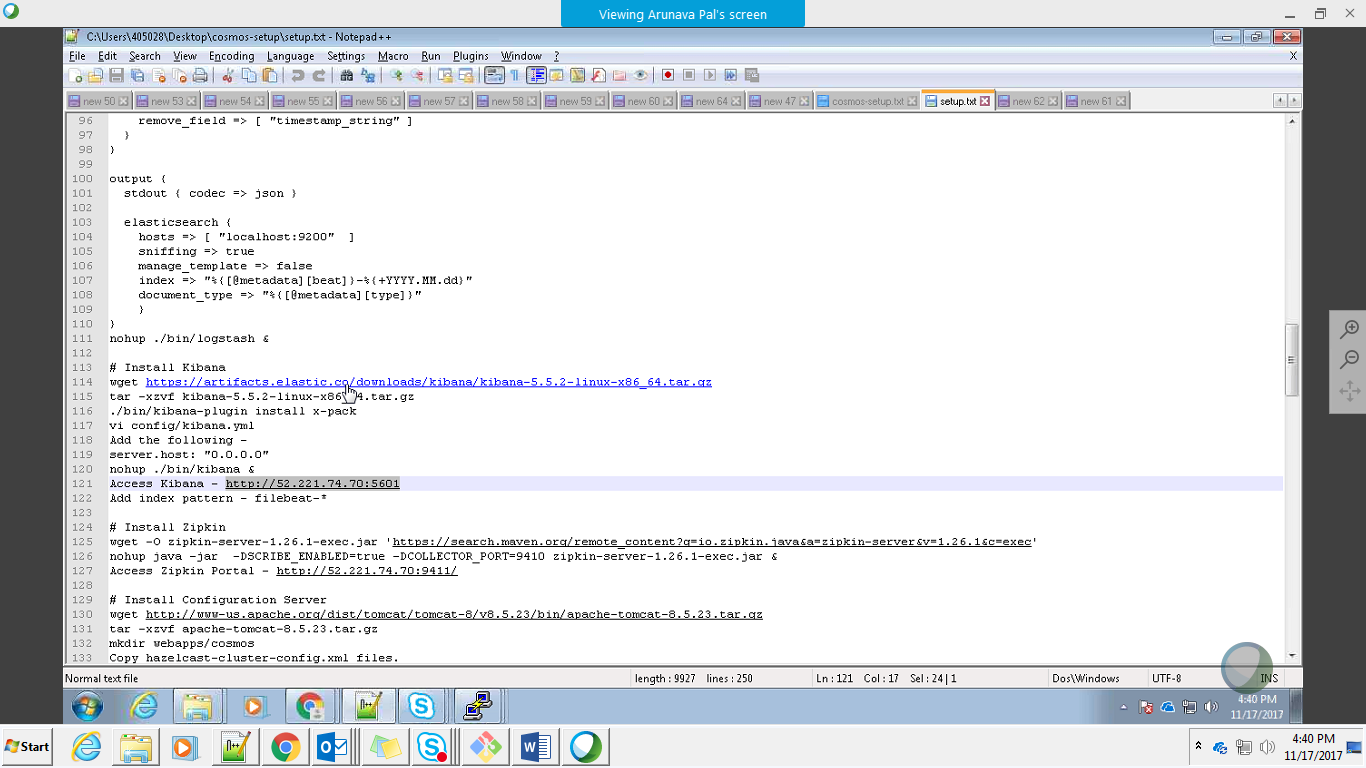 Viewing Arunava Pal's screen
C:\Users\405028\Desktop\cosmos-setup\setup.txt - Notepad++
File Edit Search View Encoding Language Settings Macro Run Plugins Window ? X
new 50 new 53 new 54 new 55 new 56 new 57 new 58 new 59 new 60 new 64 new 47 cosmos-setup.txt setup.txt new 62 new 61
96 remove_field => [ "timestamp_string" ]
97 }
98 }
99
100 output {
101 stdout { codec => json }
102
103 elasticsearch {
104 hosts => [ "localhost:9200" ]
105 sniffing => true
106 manage_template => false
107 index => "%{[@metadata][beat]}-%{+YYYY.MM.dd}"
108 document_type => "%{[@metadata][type]}"
109 }
110 }
111 nohup ./bin/logstash &
112
113 # Install Kibana
114 wget https://artifacts.elastic.co/downloads/kibana/kibana-5.5.2-linux-x86_64.tar.gz
115 tar -xzvf kibana-5.5.2-linux-x86_64.tar.gz
116 ./bin/kibana-plugin install x-pack
117 vi config/kibana.yml
118 Add the following -
119 server.host: "0.0.0.0"
120 nohup ./bin/kibana &
121 Access Kibana - http://52.221.74.70:5601
122 Add index pattern - filebeat-*
123
124 # Install Zipkin
125 wget -O zipkin-server-1.26.1-exec.jar 'https://search.maven.org/remote_content?g=io.zipkin.java&a=zipkin-server&v=1.26.1&c=exec'
126 nohup java -jar -DSCRIBE_ENABLED=true -DCOLLECTOR_PORT=9410 zipkin-server-1.26.1-exec.jar &
127 Access Zipkin Portal - http://52.221.74.70:9411/
128
129 # Install Configuration Server
130 wget http://www-us.apache.org/dist/tomcat/tomcat-8/v8.5.23/bin/apache-tomcat-8.5.23.tar.gz
131 tar -xzvf apache-tomcat-8.5.23.tar.gz
132 mkdir webapps/cosmos
133 Copy hazelcast-cluster-config.xml files.
Normal text file length : 9927 lines : 250 Ln : 121 Col : 17 Sel : 24 | 1 Dos\Windows UTF-8 INS
4:40 PM
11/17/2017
Start
4:40 PM
11/17/2017